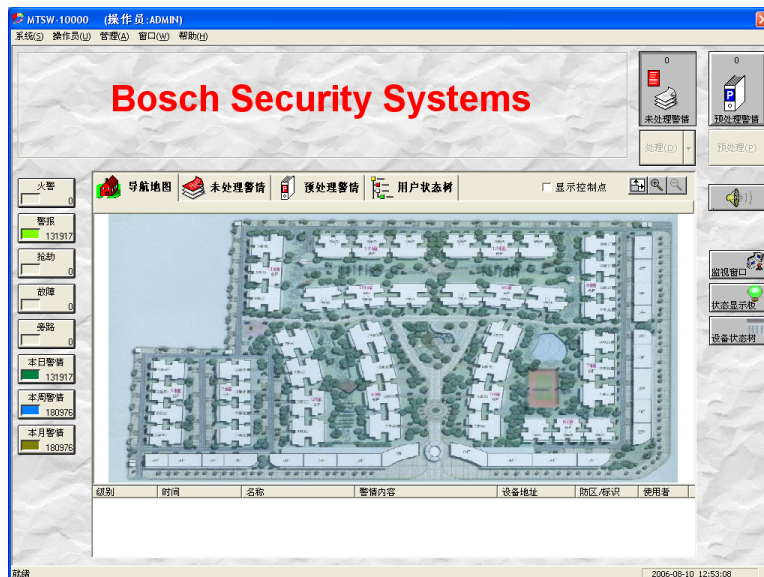 MTSW-10000 (操作员:ADMIN)
系统(S) 操作员(U) 管理(A) 窗口(W) 帮助(H)
Bosch Security Systems
0
未处理警情
0
预处理警情
处理(D)
预处理(P)
导航地图
未处理警情
预处理警情
用户状态树
显示控制点
火警
0
警报
131917
抢劫
0
故障
0
旁路
0
本日警情
131917
本周警情
180976
本月警情
180976
监视窗口
状态显示板
设备状态树
级别 时间 名称 警情内容 设备地址 防区/标识 使用者
就绪
2006-08-10 12:53:08